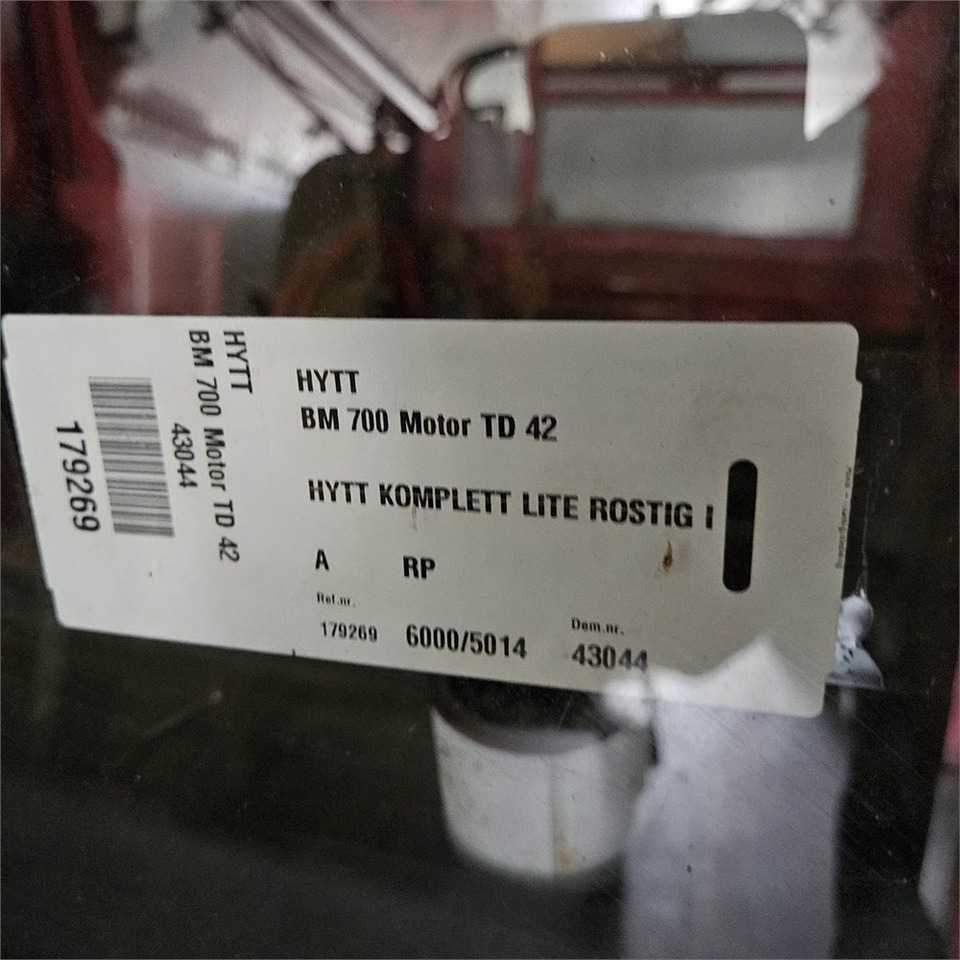 HYTT
BM 700 Motor TD 42
HYTT KOMPLETT LITE ROSTIG I
A RP
Ref.nr. Dem.nr.
179269 6000/5014 43044
HYTT
BM 700 Motor TD 42
43044
179269